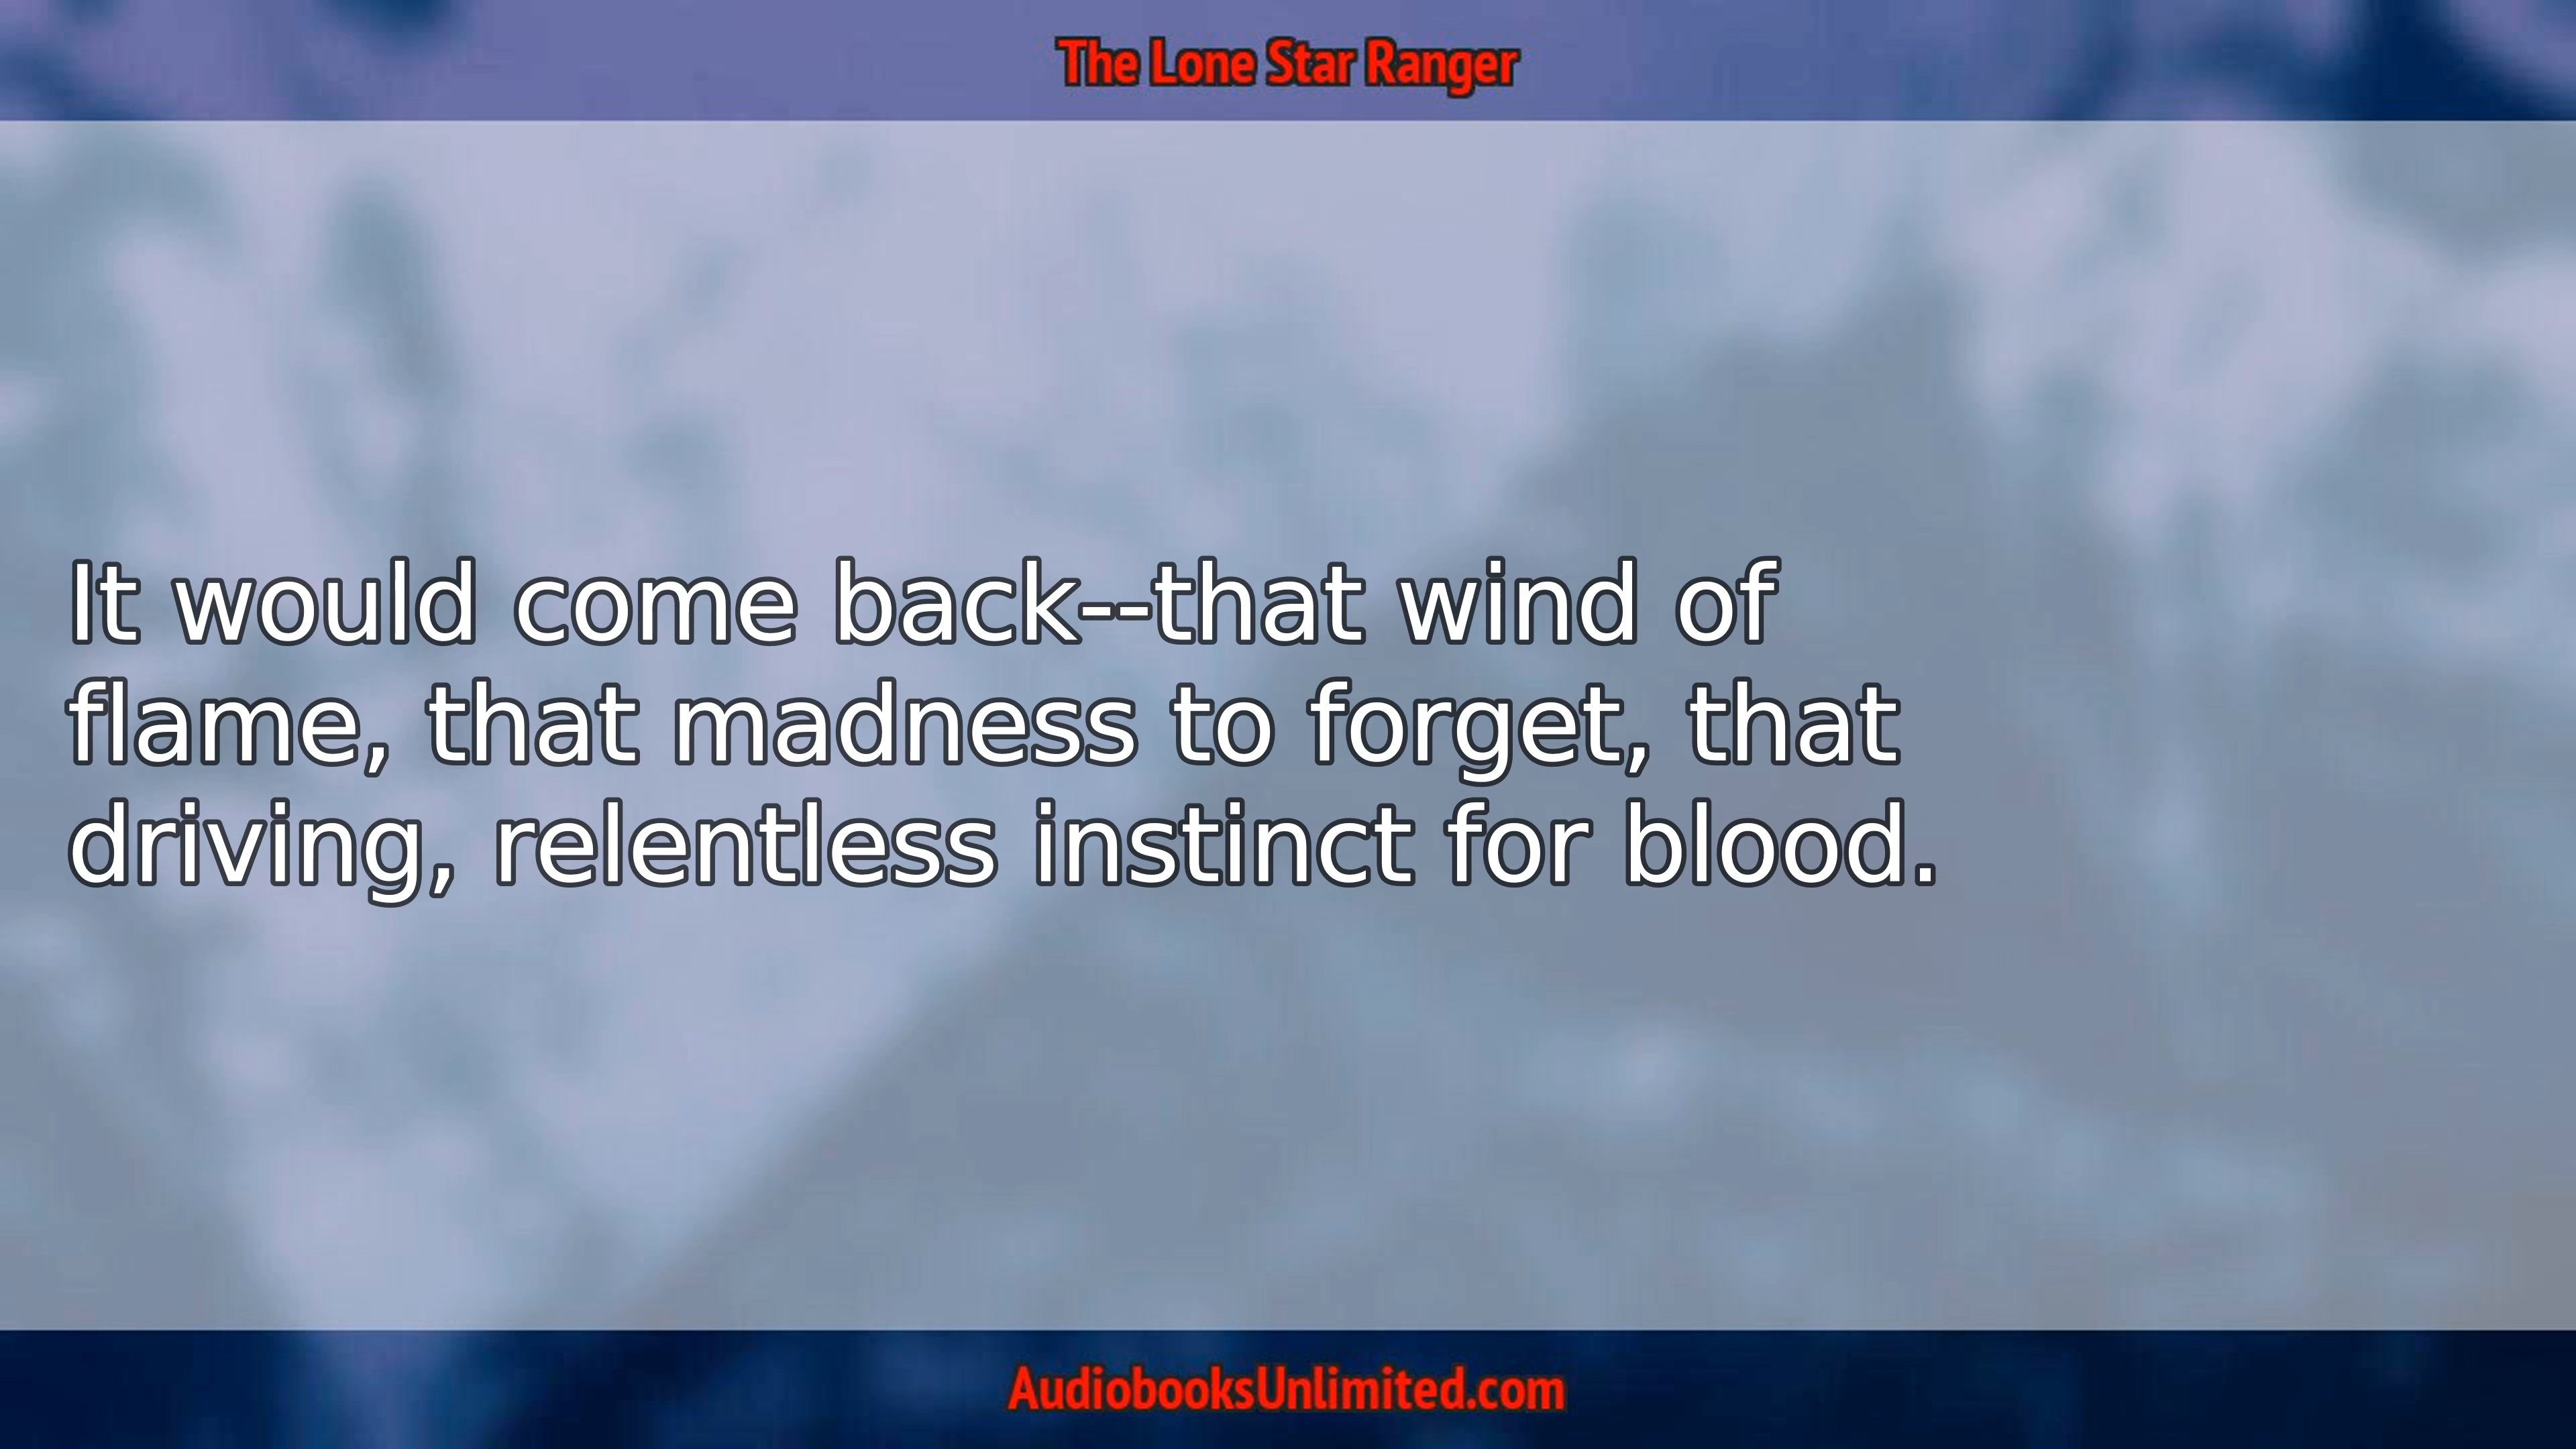 The Lone Star Ranger
It would come back--that wind of
flame, that madness to forget, that
driving, relentless instinct for blood.
AudiobooksUnlimited.com